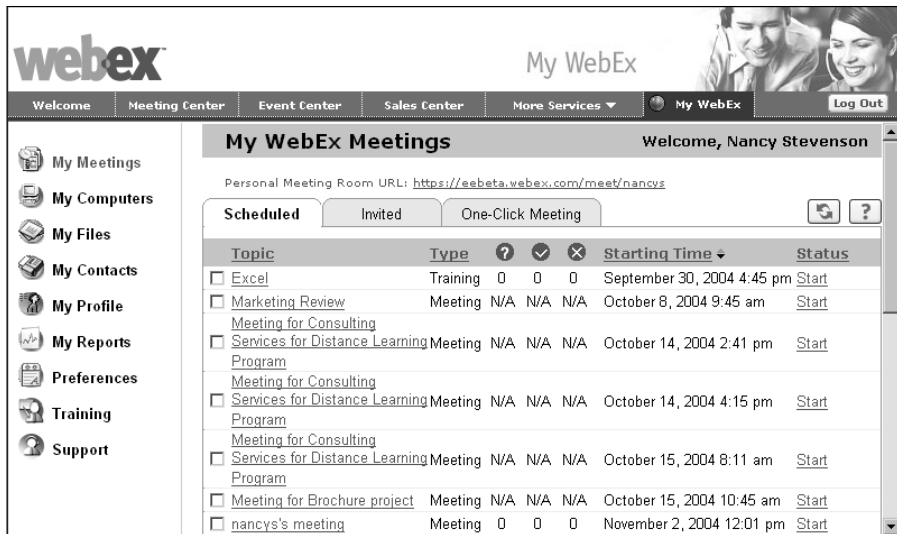 webex
My WebEx
Welcome Meeting Center Event Center Sales Center More Services ▼ My WebEx Log Out
My Meetings
My Computers
My Files
My Contacts
My Profile
My Reports
Preferences
Training
Support
My WebEx Meetings Welcome, Nancy Stevenson
Personal Meeting Room URL: https://eebeta.webex.com/meet/nancys
Scheduled Invited One-Click Meeting ?
Topic Type ? Starting Time Status
Excel Training 0 0 0 September 30, 2004 4:45 pm Start
Marketing Review Meeting N/A N/A N/A October 8, 2004 9:45 am Start
Meeting for Consulting
Services for Distance Learning Meeting N/A N/A N/A October 14, 2004 2:41 pm Start
Program
Meeting for Consulting
Services for Distance Learning Meeting N/A N/A N/A October 14, 2004 4:15 pm Start
Program
Meeting for Consulting
Services for Distance Learning Meeting N/A N/A N/A October 15, 2004 8:11 am Start
Program
Meeting for Brochure project Meeting N/A N/A N/A October 15, 2004 10:45 am Start
nancys's meeting Meeting 0 0 0 November 2, 2004 12:01 pm Start